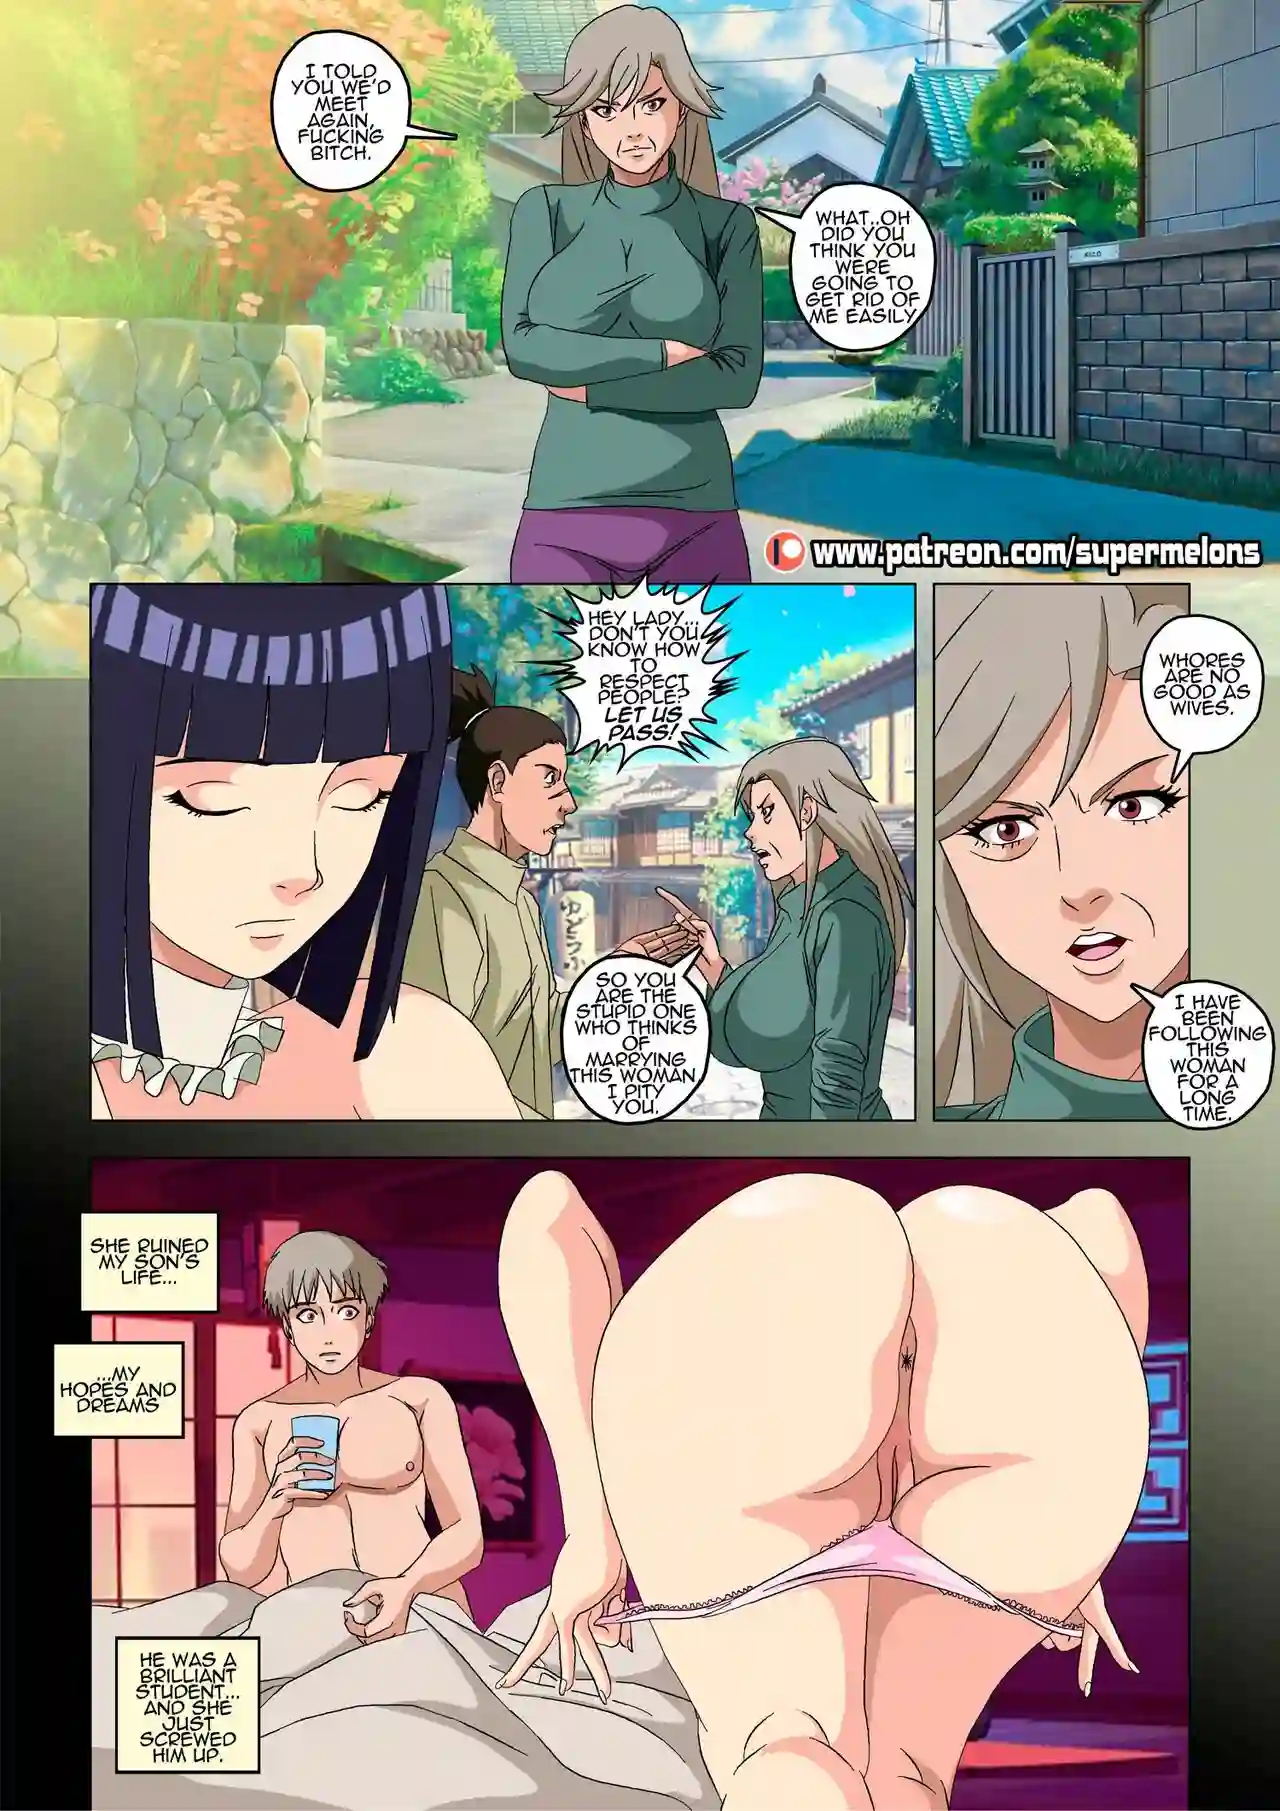 I TOLD
YOU WE'D
MEET
AGAIN,
FUCKING
BITCH.
WHAT..OH
DID YOU
THINK YOU
WERE
GOING TO
GET RID OF
ME EASILY
www.patreon.com/supermelons
HEY LADY...
DON'T YOU
KNOW HOW
TO
RESPECT
PEOPLE?
LET US
PASS!
ゆどうふ
SO YOU
ARE THE
STUPID ONE
WHO THINKS
OF
MARRYING
THIS WOMAN
I PITY
YOU.
WHORES
ARE NO
GOOD AS
WIVES.
I HAVE
BEEN
FOLLOWING
THIS
WOMAN
FOR A
LONG
TIME.
SHE RUINED
MY SON'S
LIFE...
...MY
HOPES AND
DREAMS
HE WAS A
BRILLIANT
STUDENT...
AND SHE
JUST
SCREWED
HIM UP.